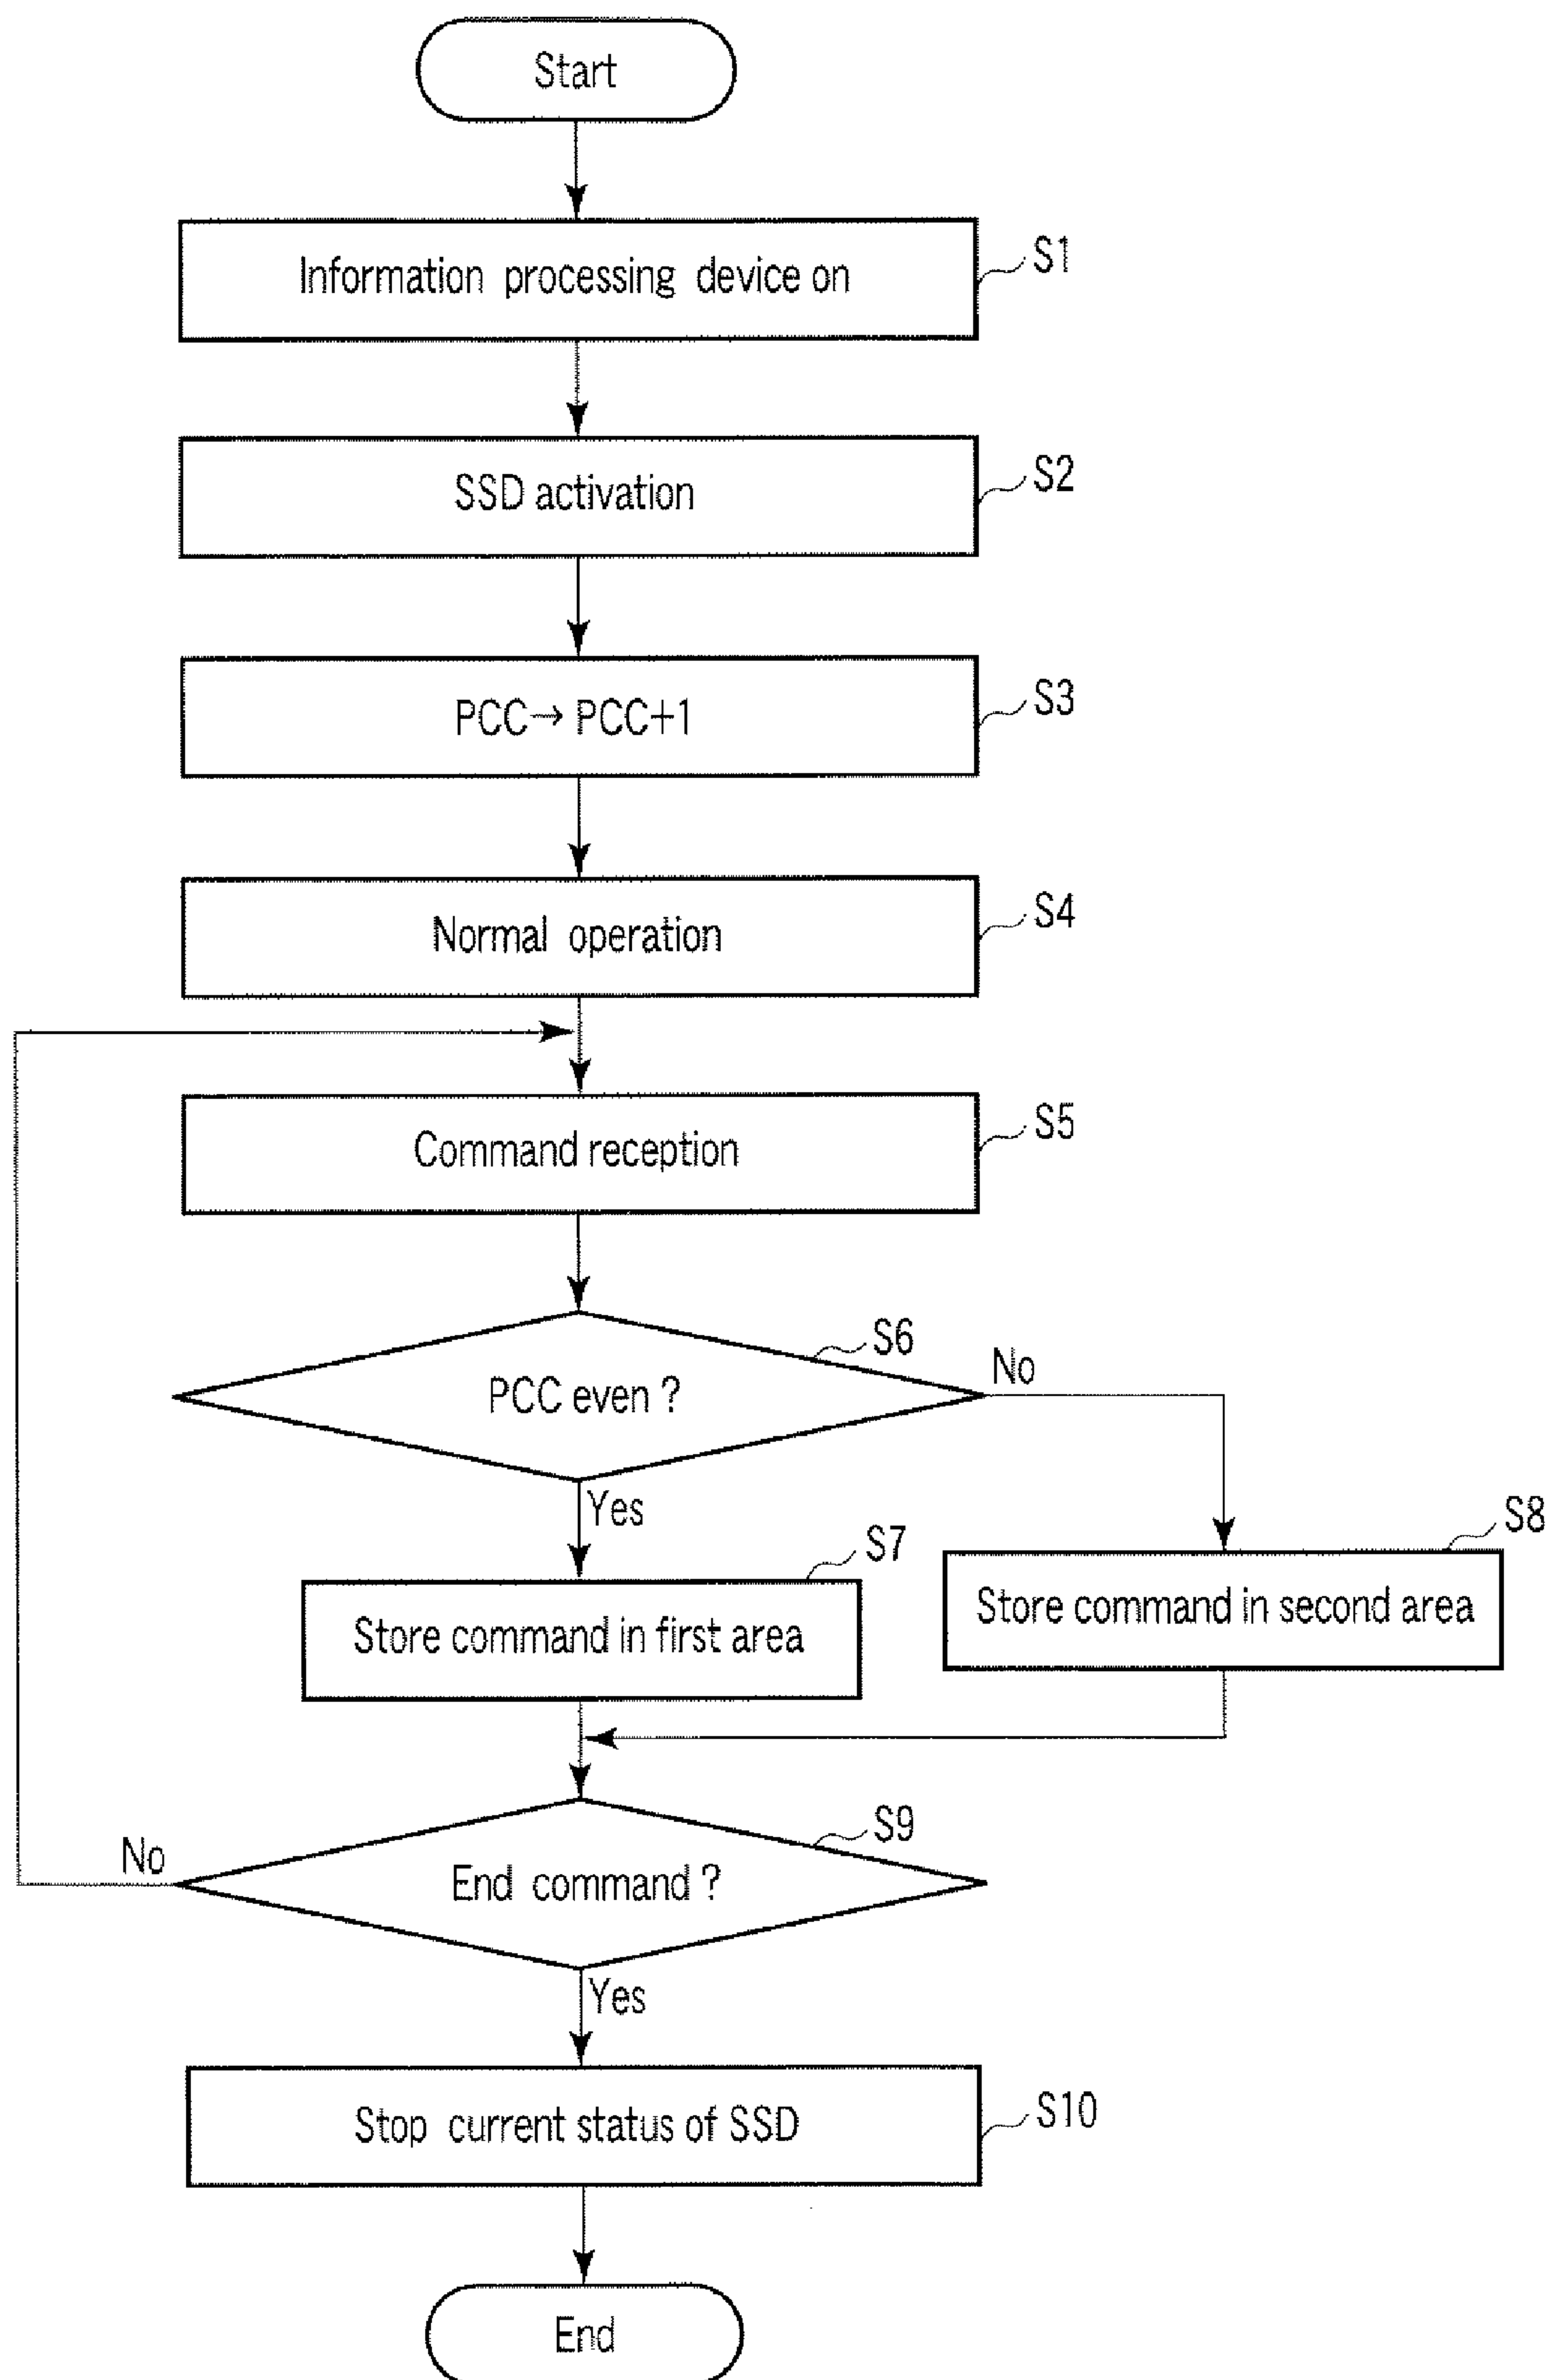 Start
Information processing device on
S1
SSD activation
S2
PCC→ PCC+1
S3
Normal operation
S4
Command reception
S5
S6
PCC even ?
No
Yes
S7
S8
Store command in first area
Store command in second area
S9
No
End command ?
Yes
Stop current status of SSD
S10
End